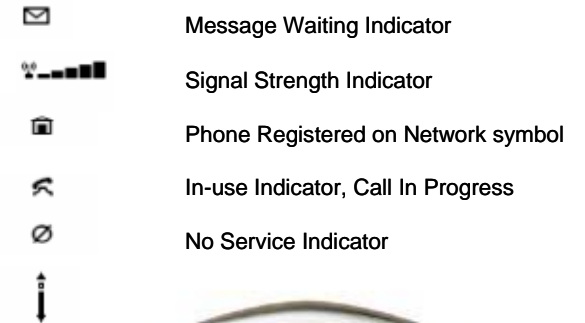 Message Waiting Indicator
Signal Strength Indicator
Phone Registered on Network symbol
In-use Indicator, Call In Progress
No Service Indicator